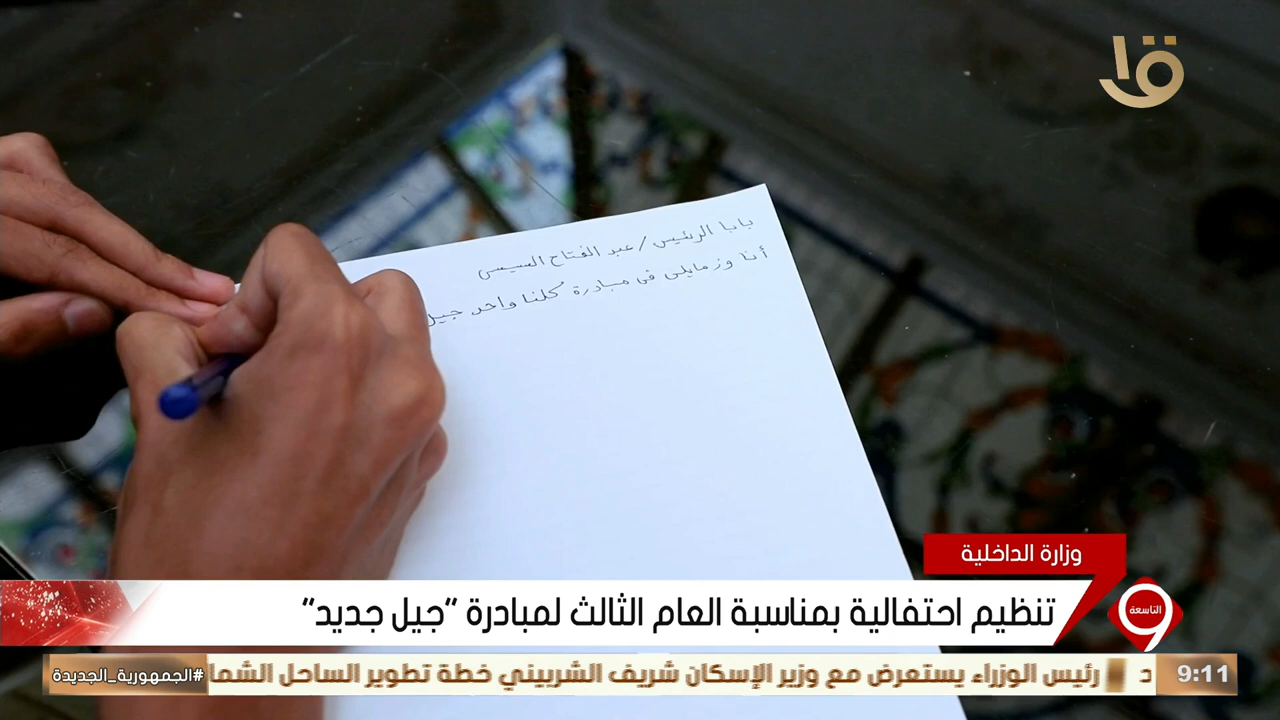 بابا الرئيس / عبد الفتاح السيسى
أنا وزمايلى فى مبادرة كلنا واحد جيل
وزارة الداخلية
تنظيم احتفالية بمناسبة العام الثالث لمبادرة "جيل جديد"
التاسعة
9
9:11
د رئيس الوزراء يستعرض مع وزير الإسكان شريف الشربيني خطة تطوير الساحل الشما
#الجمهورية_الجديدة